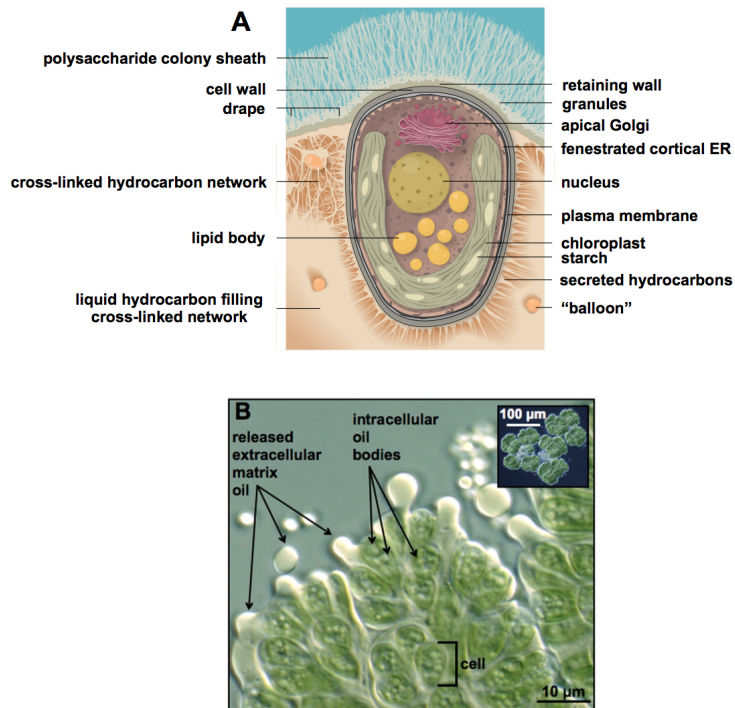 A
polysaccharide colony sheath
cell wall
drape
cross-linked hydrocarbon network
lipid body
liquid hydrocarbon filling
cross-linked network
retaining wall
granules
apical Golgi
fenestrated cortical ER
nucleus
plasma membrane
chloroplast
starch
secreted hydrocarbons
“balloon”
B
released
extracellular
matrix
oil
intracellular
oil
bodies
100 µm
cell
10 µm